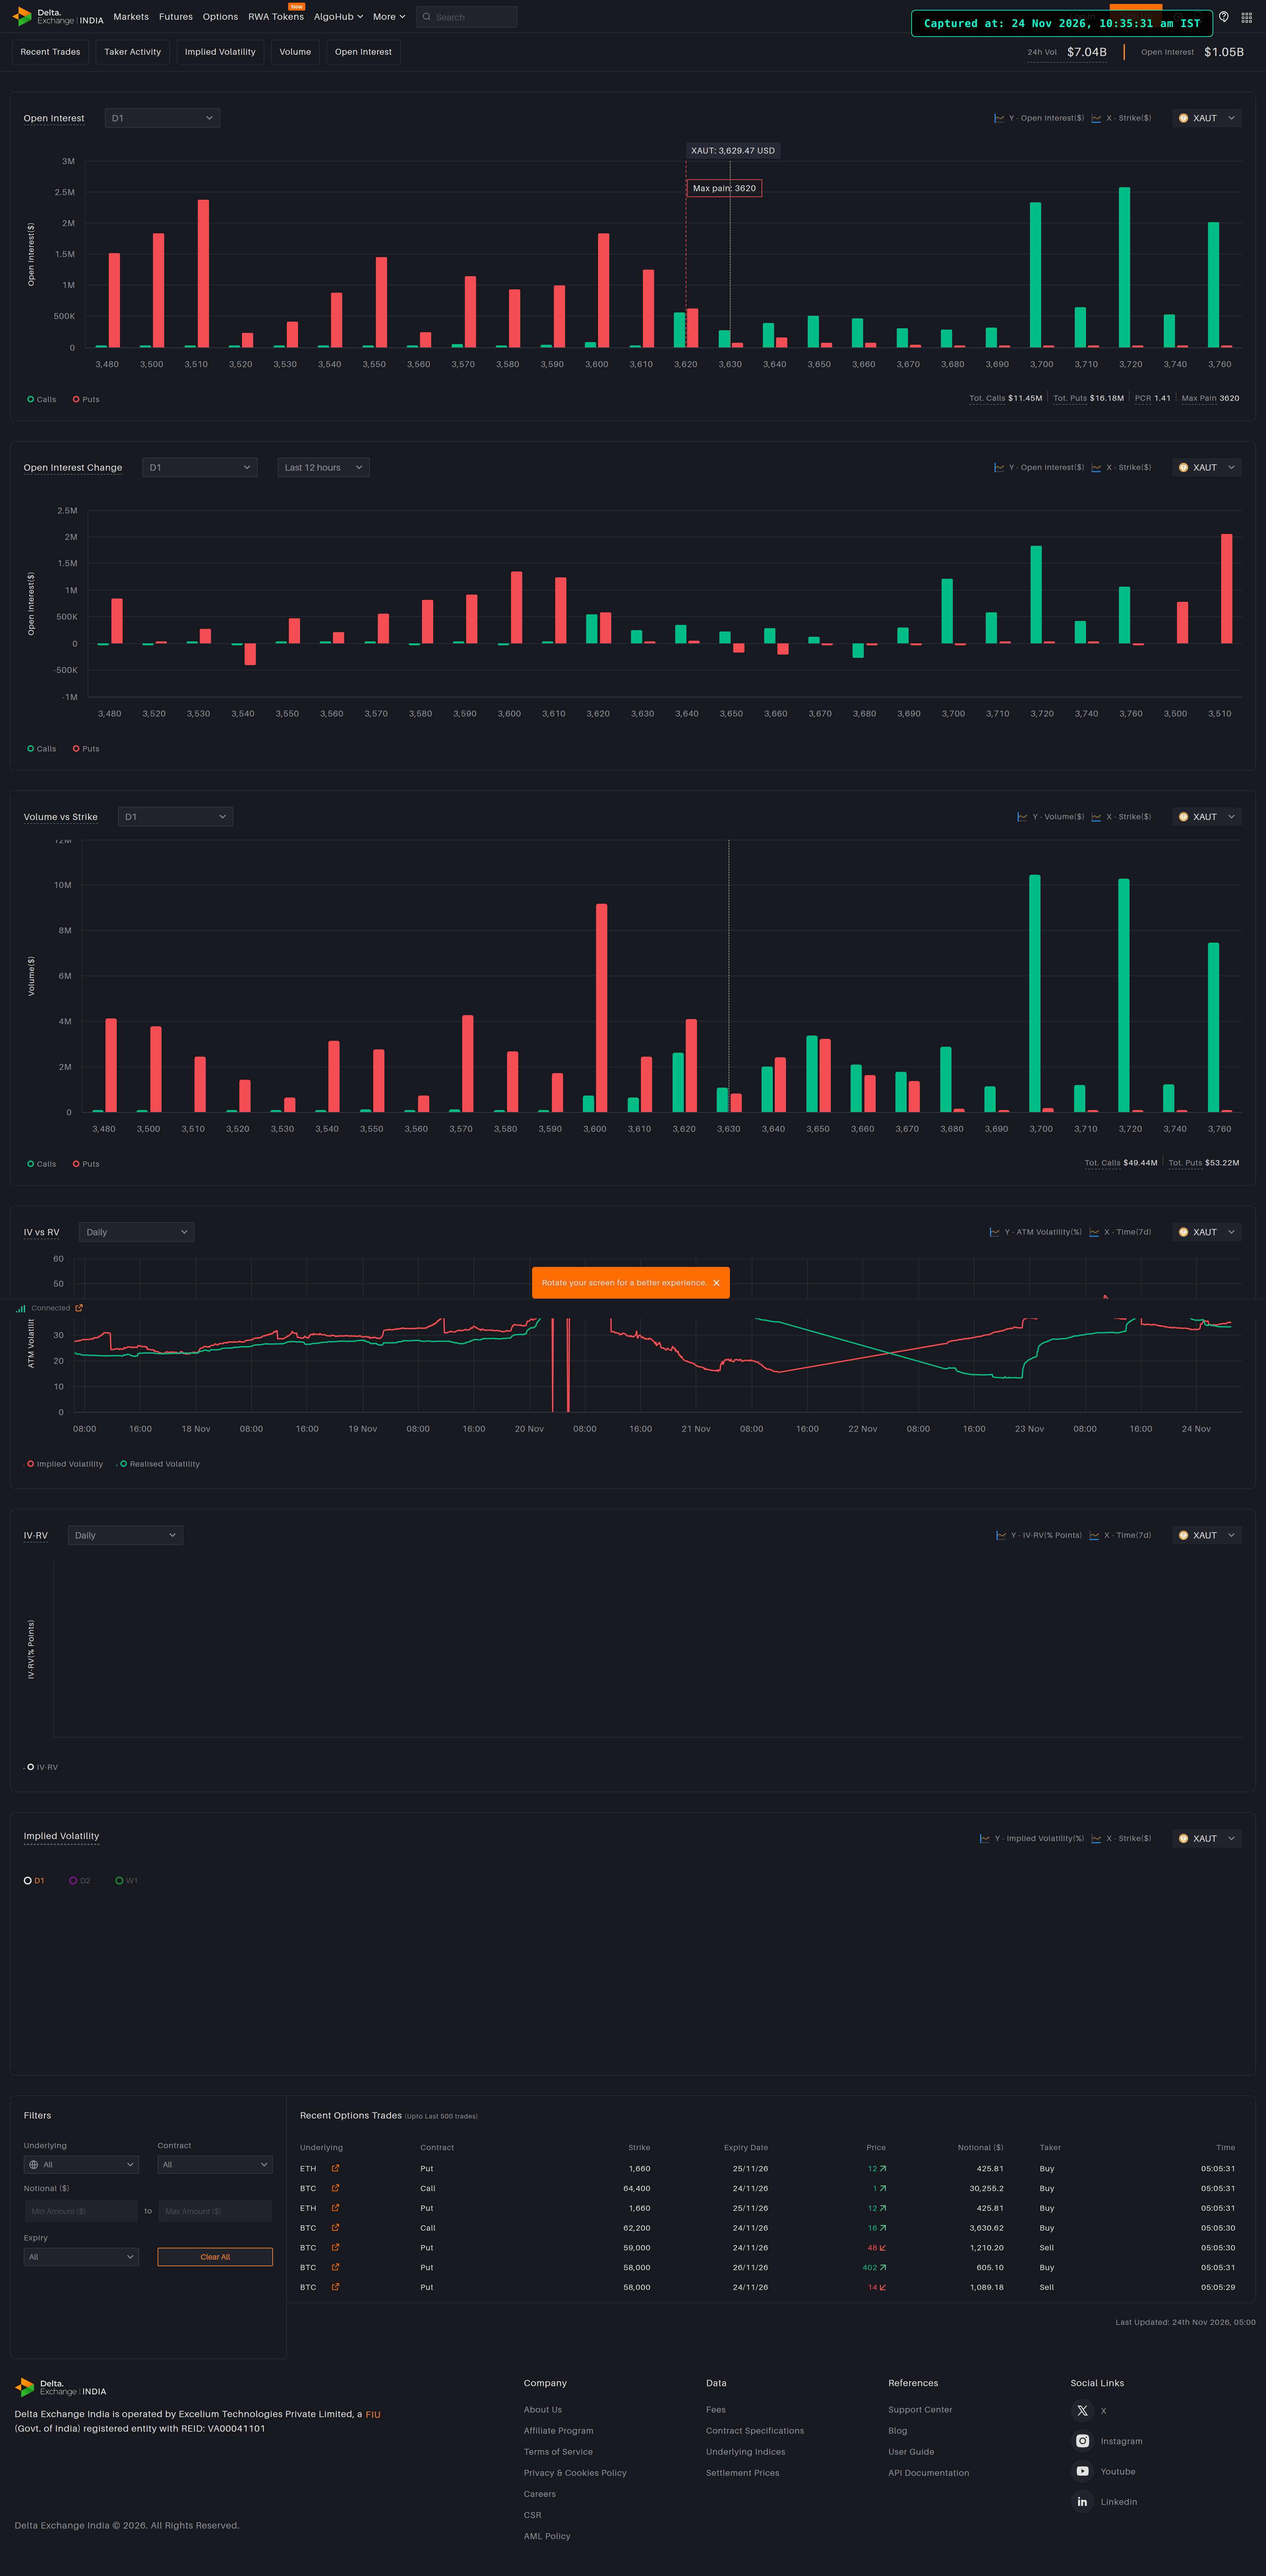 Delta.
Exchange | INDIA
Markets Futures Options RWA Tokens New AlgoHub More Search
Captured at: 24 Nov 2026, 10:35:31 am IST
Recent Trades Taker Activity Implied Volatility Volume Open Interest
24h Vol $7.04B Open Interest $1.05B
Open Interest D1 Y - Open Interest($) X - Strike($) XAUT
XAUT: 3,629.47 USD
Max pain: 3620
3M
2.5M
2M
1.5M
1M
500K
0
Open Interest($)
3,480 3,500 3,510 3,520 3,530 3,540 3,550 3,560 3,570 3,580 3,590 3,600 3,610 3,620 3,630 3,640 3,650 3,660 3,670 3,680 3,690 3,700 3,710 3,720 3,740 3,760
Calls Puts
Tot. Calls $11.45M Tot. Puts $16.18M PCR 1.41 Max Pain 3620
Open Interest Change D1 Last 12 hours Y - Open Interest($) X - Strike($) XAUT
2.5M
2M
1.5M
1M
500K
0
-500K
-1M
Open Interest($)
3,480 3,520 3,530 3,540 3,550 3,560 3,570 3,580 3,590 3,600 3,610 3,620 3,630 3,640 3,650 3,660 3,670 3,680 3,690 3,700 3,710 3,720 3,740 3,760 3,500 3,510
Calls Puts
Volume vs Strike D1 Y - Volume($) X - Strike($) XAUT
12M
10M
8M
6M
4M
2M
0
Volume($)
3,480 3,500 3,510 3,520 3,530 3,540 3,550 3,560 3,570 3,580 3,590 3,600 3,610 3,620 3,630 3,640 3,650 3,660 3,670 3,680 3,690 3,700 3,710 3,720 3,740 3,760
Calls Puts
Tot. Calls $49.44M Tot. Puts $53.22M
IV vs RV Daily Y - ATM Volatility(%) X - Time(7d) XAUT
60
50
Rotate your screen for a better experience.
Connected
30
20
10
0
ATM Volatilit
08:00 16:00 18 Nov 08:00 16:00 19 Nov 08:00 16:00 20 Nov 08:00 16:00 21 Nov 08:00 16:00 22 Nov 08:00 16:00 23 Nov 08:00 16:00 24 Nov
Implied Volatility Realised Volatility
IV-RV Daily Y - IV-RV(% Points) X - Time(7d) XAUT
IV-RV(% Points)
IV-RV
Implied Volatility Y - Implied Volatility(%) X - Strike($) XAUT
D1 D2 W1
Filters
Underlying Contract
All All
Notional ($)
Min Amount ($) to Max Amount ($)
Expiry
All Clear All
Recent Options Trades (Upto Last 500 trades)
Underlying Contract Strike Expiry Date Price Notional ($) Taker Time
ETH Put 1,660 25/11/26 12 425.81 Buy 05:05:31
BTC Call 64,400 24/11/26 1 30,255.2 Buy 05:05:31
ETH Put 1,660 25/11/26 12 425.81 Buy 05:05:31
BTC Call 62,200 24/11/26 16 3,630.62 Buy 05:05:30
BTC Put 59,000 24/11/26 48 1,210.20 Sell 05:05:30
BTC Put 58,000 26/11/26 402 605.10 Buy 05:05:31
BTC Put 58,000 24/11/26 14 1,089.18 Sell 05:05:29
Last Updated: 24th Nov 2026, 05:00
Delta.
Exchange | INDIA
Delta Exchange India is operated by Excelium Technologies Private Limited, a FIU
(Govt. of India) registered entity with REID: VA00041101
Delta Exchange India © 2026. All Rights Reserved.
Company
About Us
Affiliate Program
Terms of Service
Privacy & Cookies Policy
Careers
CSR
AML Policy
Data
Fees
Contract Specifications
Underlying Indices
Settlement Prices
References
Support Center
Blog
User Guide
API Documentation
Social Links
X
Instagram
Youtube
Linkedin